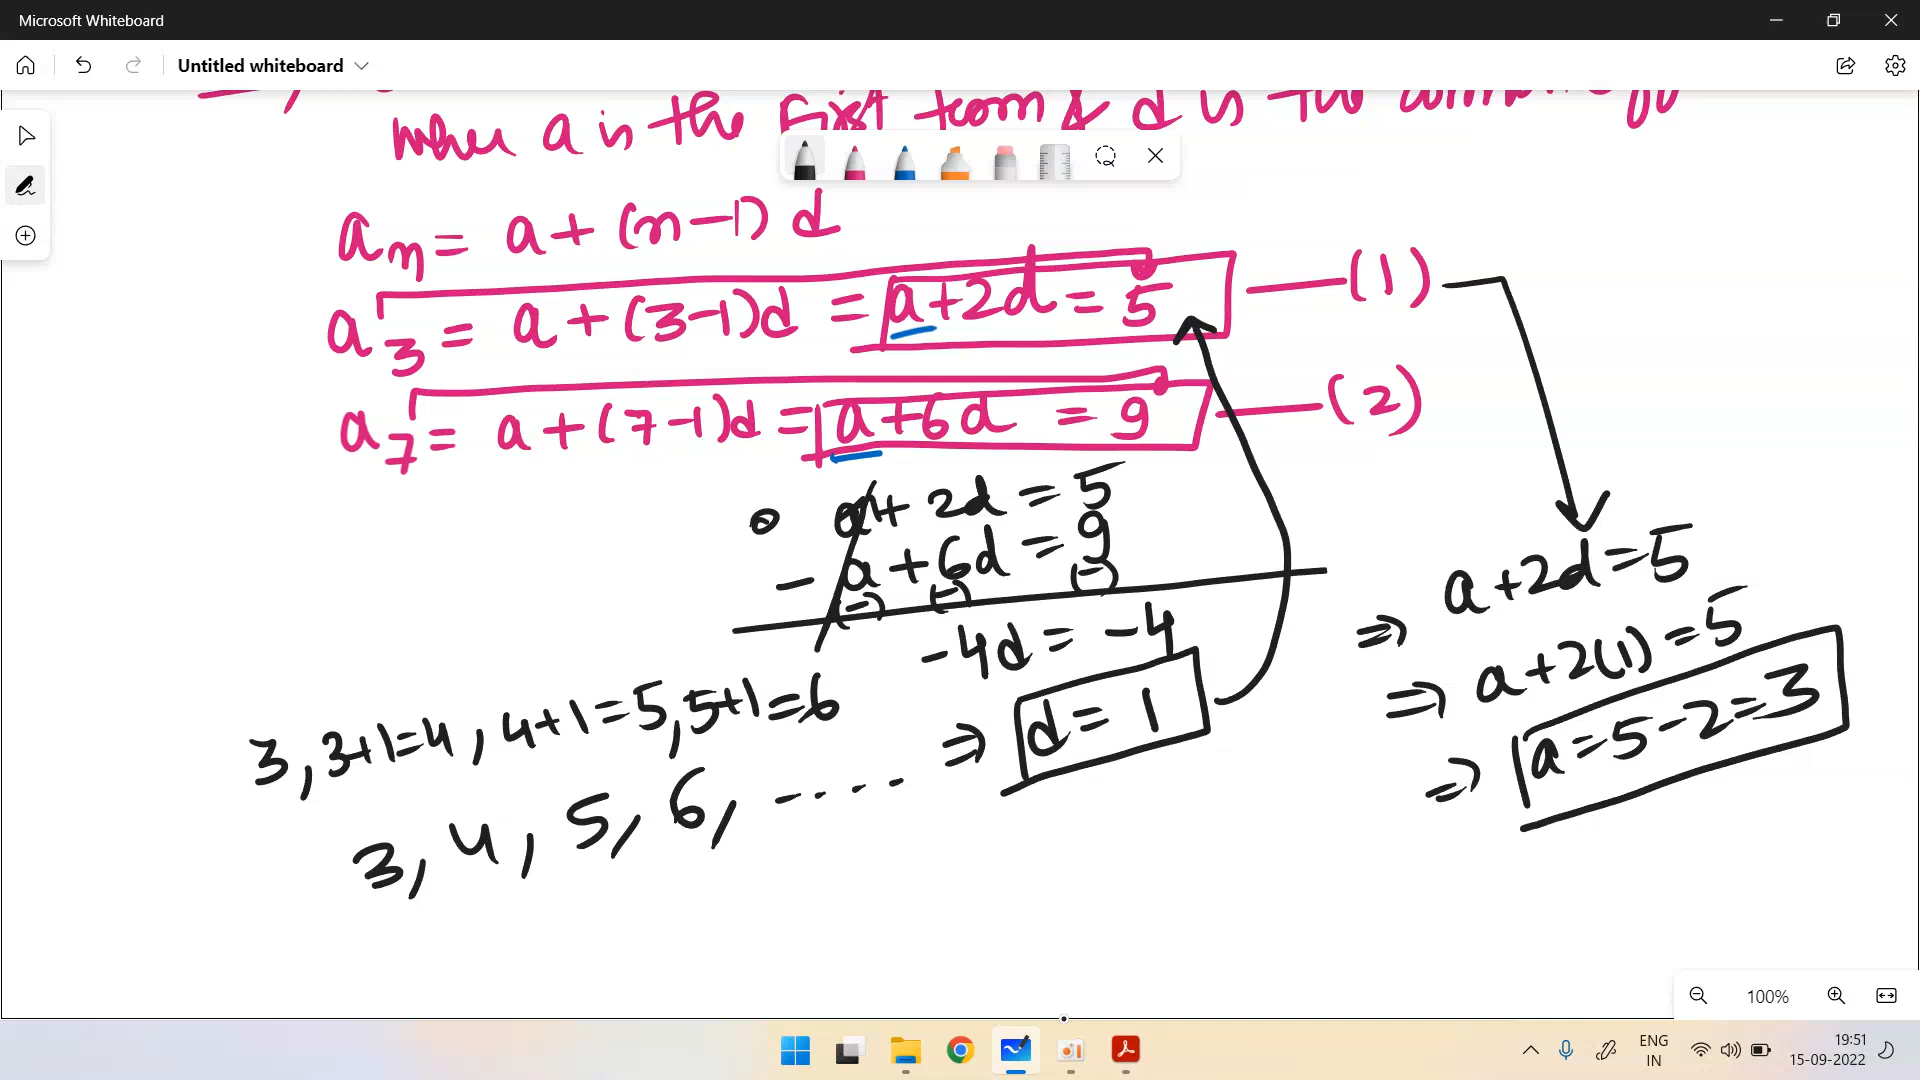 Microsoft Whiteboard
Untitled whiteboard
where a is the first term & d is the
aₙ = a + (n-1) d
a₃ = a + (3-1)d = a+2d = 5 — (1)
a₇ = a + (7-1)d = a+6d = 9 — (2)
a + 2d = 5
- a + 6d = 9
(-) (-) (-)
-4d = -4
⇒ d = 1
a+2d=5
⇒ a+2(1)=5
⇒ a=5-2=3
⇒
3, 3+1=4, 4+1=5, 5+1=6
3, 4, 5, 6, -....
100%
ENG
IN
19:51
15-09-2022